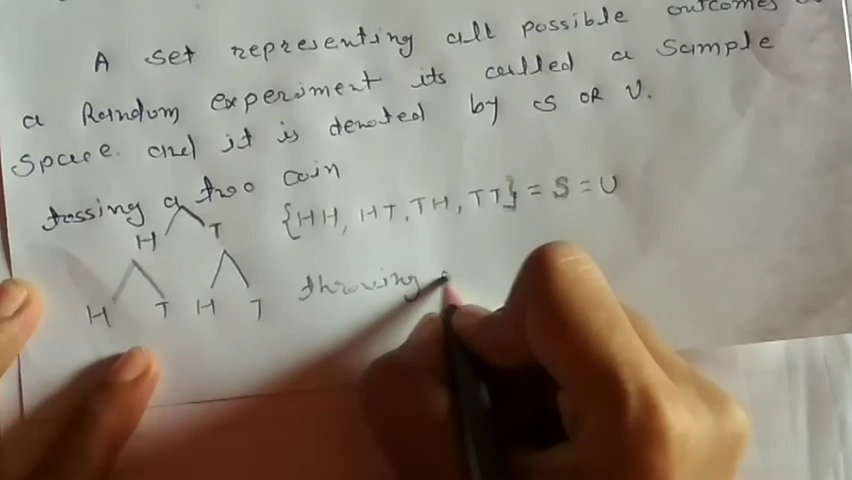 A set representing all possible outcomes
a Random experiment its called a sample
space. and it is denoted by S OR U.
tossing a two coin
{HH, HT, TH, TT} = S = U
H T
H T H T
throwing